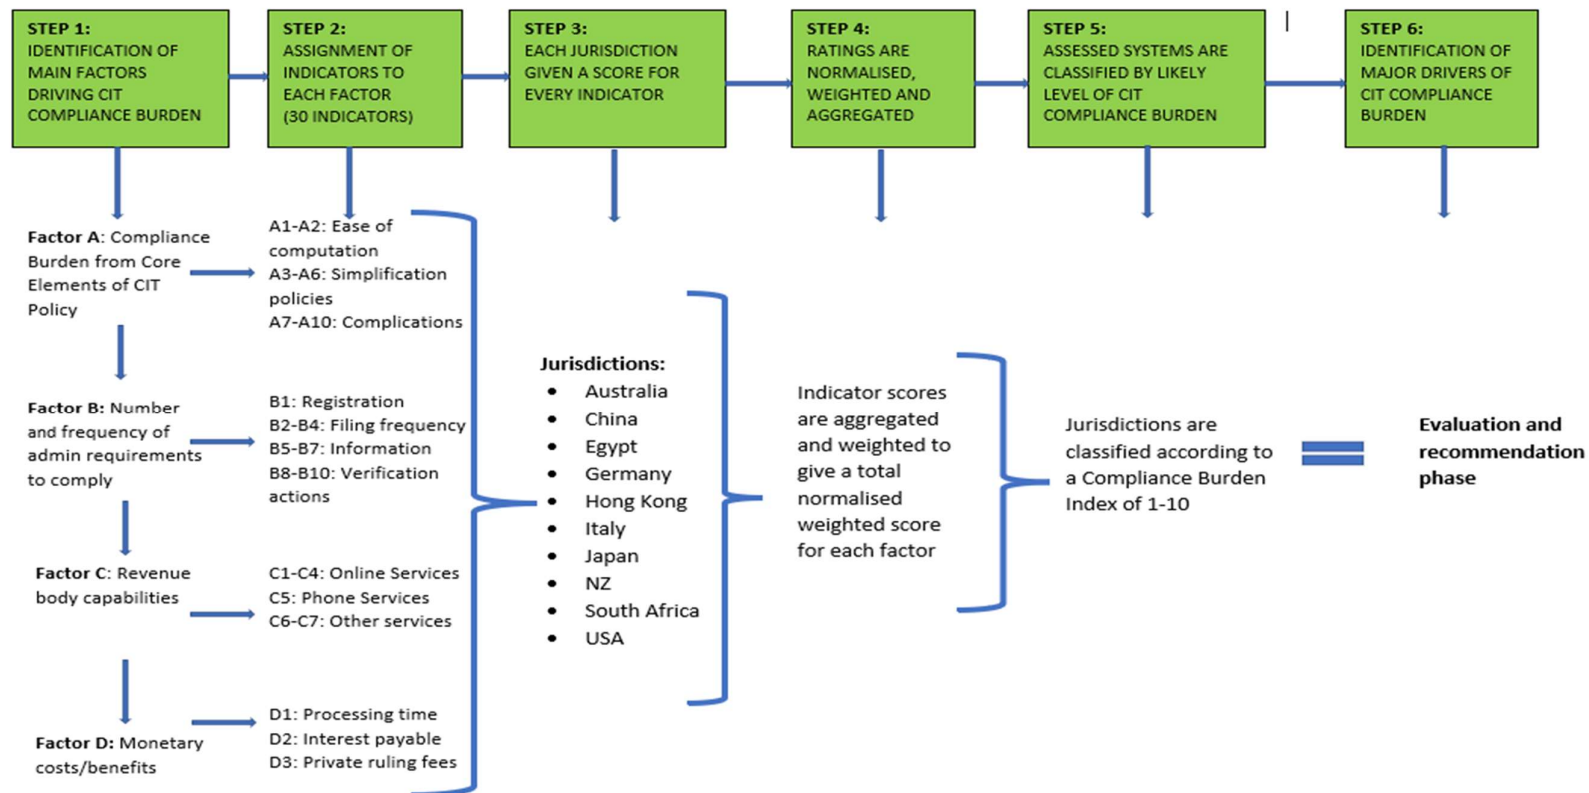 STEP 1:
IDENTIFICATION OF
MAIN FACTORS
DRIVING CIT
COMPLIANCE BURDEN
STEP 2:
ASSIGNMENT OF
INDICATORS TO
EACH FACTOR
(30 INDICATORS)
STEP 3:
EACH JURISDICTION
GIVEN A SCORE FOR
EVERY INDICATOR
STEP 4:
RATINGS ARE
NORMALISED,
WEIGHTED AND
AGGREGATED
STEP 5:
ASSESSED SYSTEMS ARE
CLASSIFIED BY LIKELY
LEVEL OF CIT
COMPLIANCE BURDEN
STEP 6:
IDENTIFICATION OF
MAJOR DRIVERS OF
CIT COMPLIANCE
BURDEN
Factor A: Compliance
Burden from Core
Elements of CIT
Policy
A1-A2: Ease of
computation
A3-A6: Simplification
policies
A7-A10: Complications
Factor B: Number
and frequency of
admin requirements
to comply
B1: Registration
B2-B4: Filing frequency
B5-B7: Information
B8-B10: Verification
actions
Factor C: Revenue
body capabilities
C1-C4: Online Services
C5: Phone Services
C6-C7: Other services
Factor D: Monetary
costs/benefits
D1: Processing time
D2: Interest payable
D3: Private ruling fees
Jurisdictions:
• Australia
• China
• Egypt
• Germany
• Hong Kong
• Italy
• Japan
• NZ
• South Africa
• USA
Indicator scores
are aggregated
and weighted to
give a total
normalised
weighted score
for each factor
Jurisdictions are
classified according to
a Compliance Burden
Index of 1-10
Evaluation and
recommendation
phase